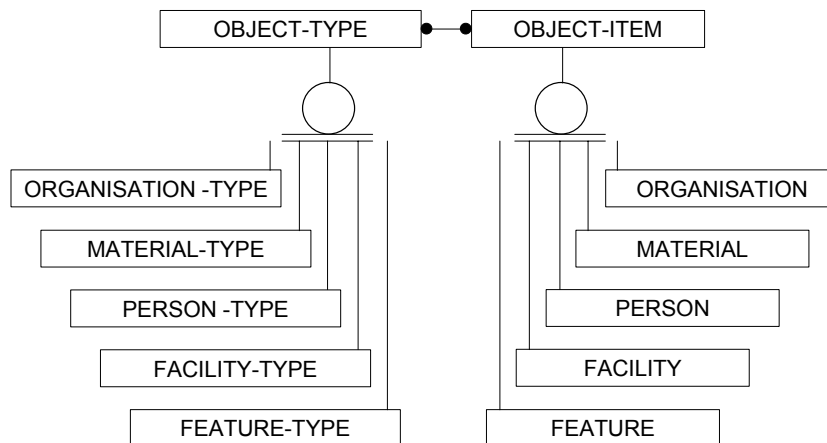 OBJECT-TYPE
OBJECT-ITEM
ORGANISATION -TYPE
ORGANISATION
MATERIAL-TYPE
MATERIAL
PERSON -TYPE
PERSON
FACILITY-TYPE
FACILITY
FEATURE-TYPE
FEATURE